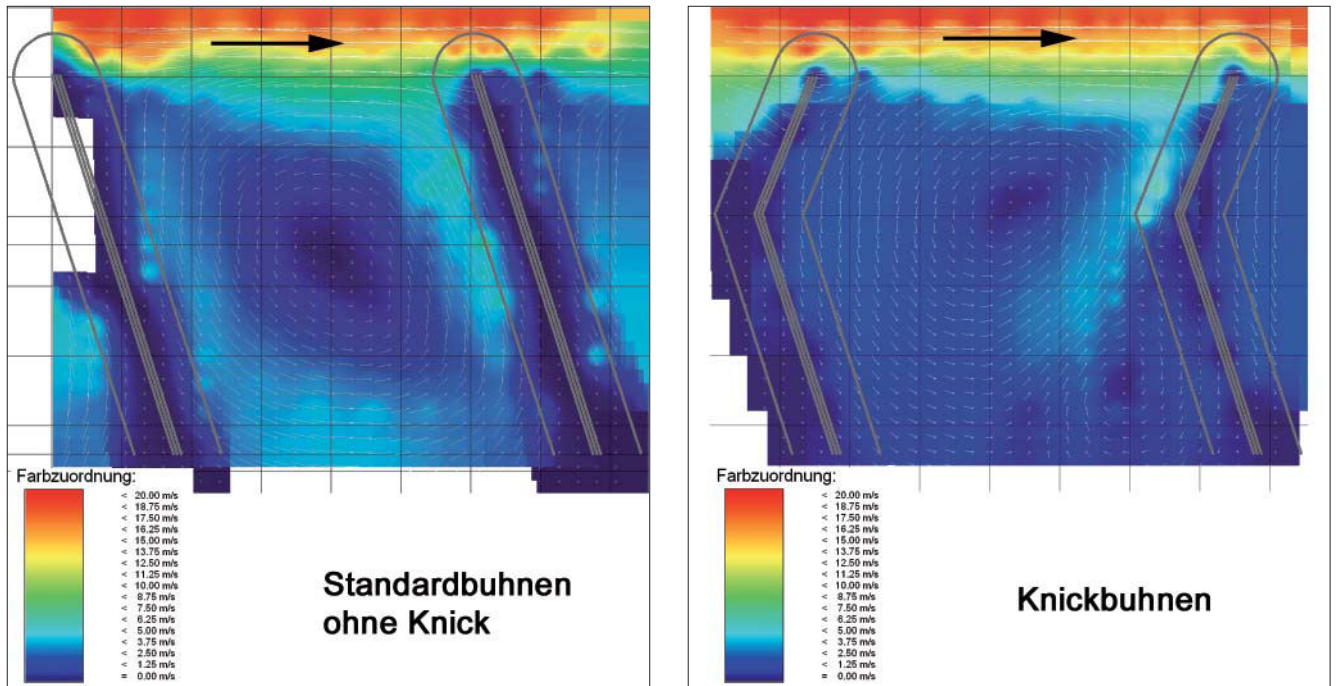 Farbzuordnung:
< 20.00 m/s
< 18.75 m/s
< 17.50 m/s
< 16.25 m/s
< 15.00 m/s
< 13.75 m/s
< 12.50 m/s
< 11.25 m/s
< 10.00 m/s
< 8.75 m/s
< 7.50 m/s
< 6.25 m/s
< 5.00 m/s
< 3.75 m/s
< 2.50 m/s
< 1.25 m/s
= 0.00 m/s
Standardbuhnen
ohne Knick
Farbzuordnung:
< 20.00 m/s
< 18.75 m/s
< 17.50 m/s
< 16.25 m/s
< 15.00 m/s
< 13.75 m/s
< 12.50 m/s
< 11.25 m/s
< 10.00 m/s
< 8.75 m/s
< 7.50 m/s
< 6.25 m/s
< 5.00 m/s
< 3.75 m/s
< 2.50 m/s
< 1.25 m/s
= 0.00 m/s
Knickbuhnen